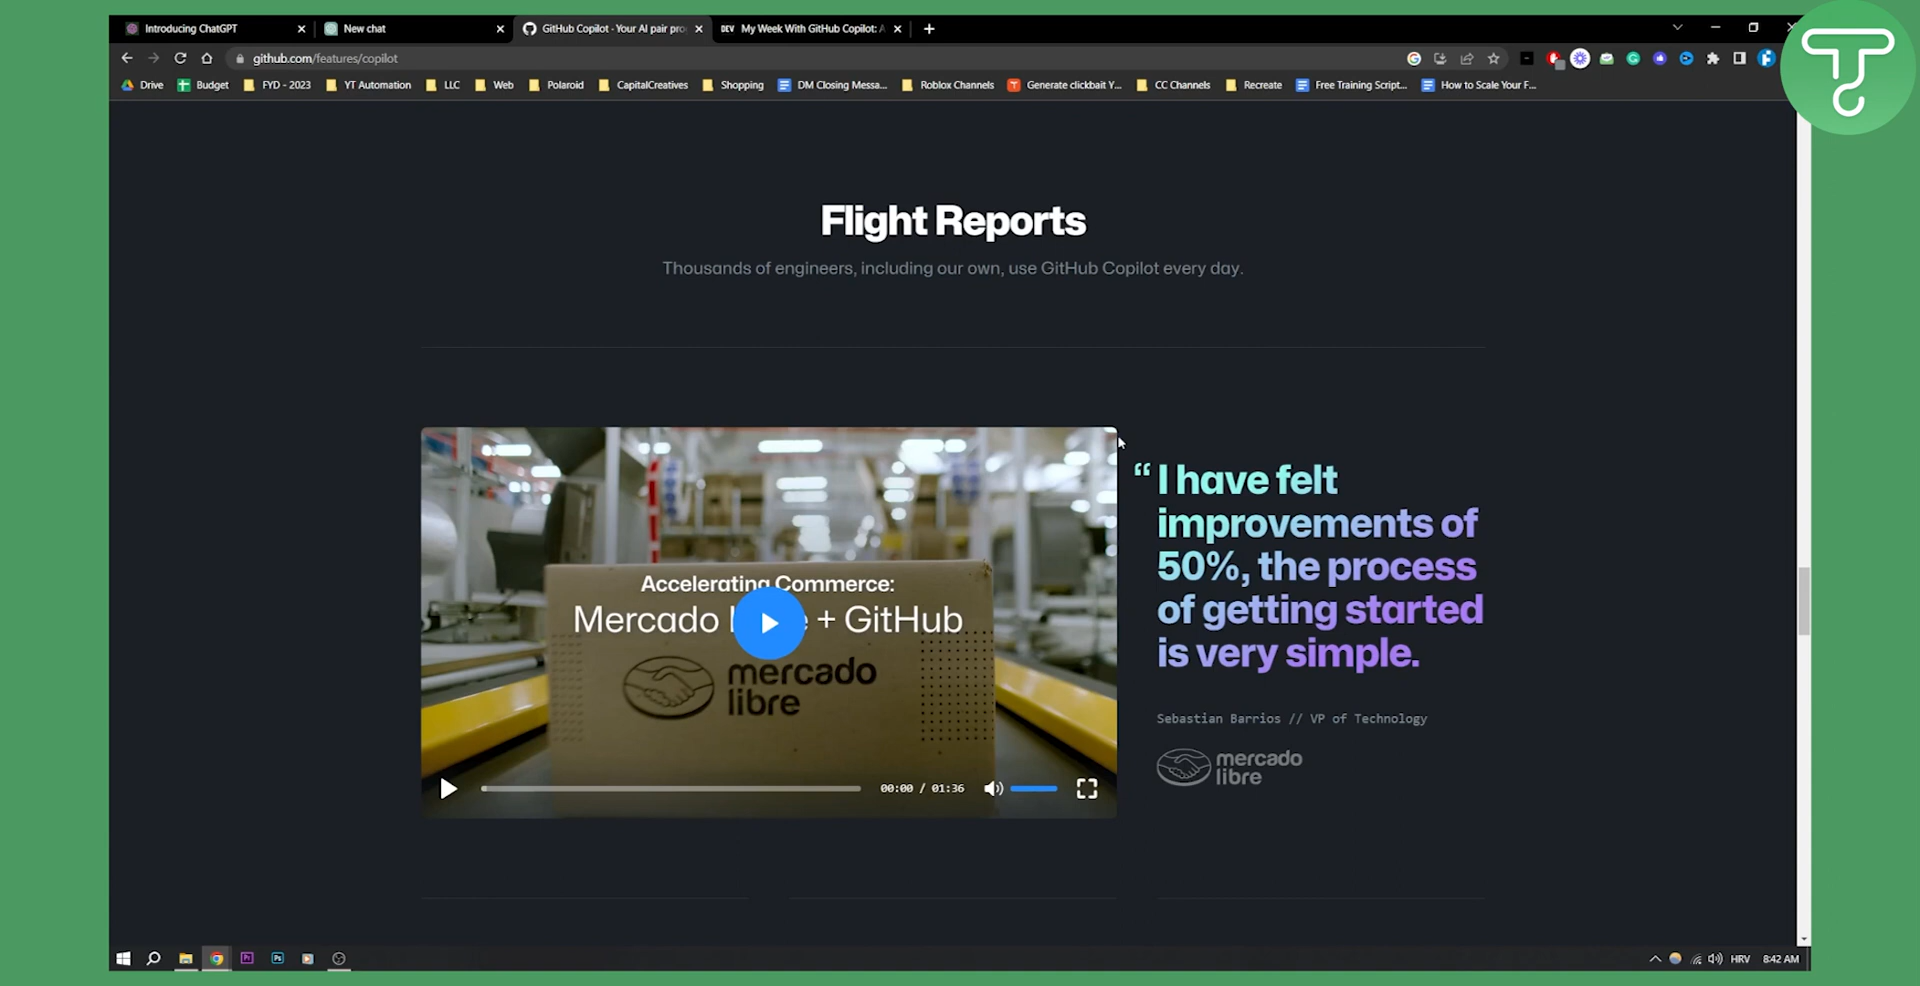 Introducing ChatGPT
New chat
GitHub Copilot - Your AI pair pro
DEV My Week With GitHub Copilot: A
github.com/features/copilot
Drive Budget FYD - 2023 YT Automation LLC Web Polaroid CapitalCreatives Shopping DM Closing Messa... Roblox Channels Generate clickbait Y... CC Channels Recreate Free Training Script... How to Scale Your F...
Flight Reports
Thousands of engineers, including our own, use GitHub Copilot every day.
Accelerating Commerce:
Mercado + GitHub
mercado
libre
00:00 / 01:36
“I have felt
improvements of
50%, the process
of getting started
is very simple.
Sebastian Barrios // VP of Technology
mercado
libre
Pr Ps
HRV 8:42 AM